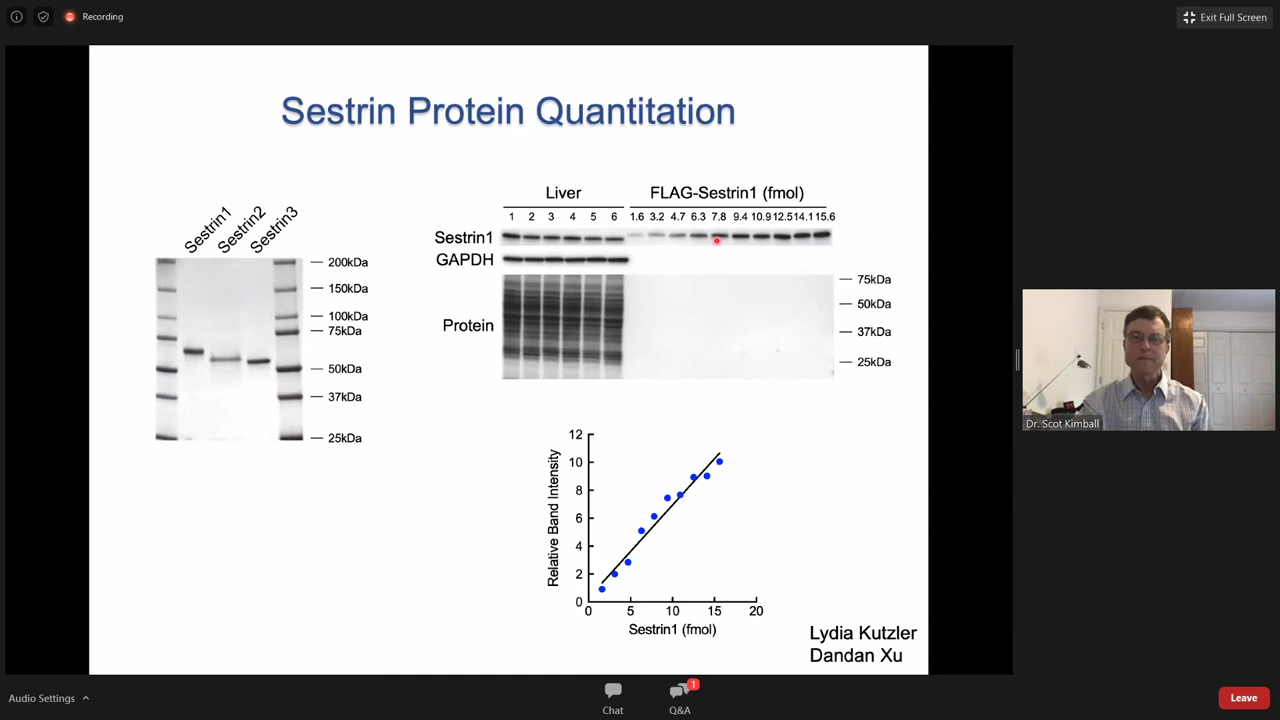 Recording
Exit Full Screen
Sestrin Protein Quantitation
Sestrin1
Sestrin2
Sestrin3
200kDa
150kDa
100kDa
75kDa
50kDa
37kDa
25kDa
Liver
FLAG-Sestrin1 (fmol)
1 2 3 4 5 6 1.6 3.2 4.7 6.3 7.8 9.4 10.9 12.5 14.1 15.6
Sestrin1
GAPDH
Protein
75kDa
50kDa
37kDa
25kDa
12
10
8
6
4
2
0
Relative Band Intensity
0 5 10 15 20
Sestrin1 (fmol)
Lydia Kutzler
Dandan Xu
Dr. Scot Kimball
Audio Settings
Chat
1
Q&A
Leave